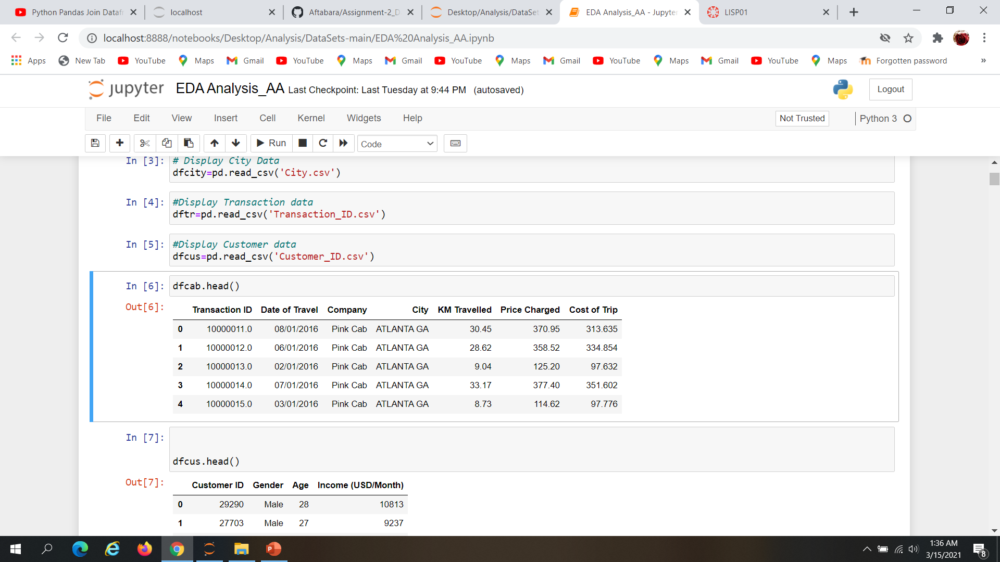 Python Pandas Join Datafr
localhost
Aftabara/Assignment-2_D
Desktop/Analysis/DataSet
EDA Analysis_AA - Jupyter
LISP01
localhost:8888/notebooks/Desktop/Analysis/DataSets-main/EDA%20Analysis_AA.ipynb
Apps New Tab YouTube Maps Gmail YouTube Maps Gmail YouTube Maps Gmail YouTube Maps Gmail YouTube Maps Forgotten password »
jupyter EDA Analysis_AA Last Checkpoint: Last Tuesday at 9:44 PM (autosaved)
Logout
File Edit View Insert Cell Kernel Widgets Help Not Trusted Python 3
Run Code
In [3]: # Display City Data
dfcity=pd.read_csv('City.csv')
In [4]: #Display Transaction data
dftr=pd.read_csv('Transaction_ID.csv')
In [5]: #Display Customer data
dfcus=pd.read_csv('Customer_ID.csv')
In [6]: dfcab.head()
Out[6]:
Transaction ID Date of Travel Company City KM Travelled Price Charged Cost of Trip
0 10000011.0 08/01/2016 Pink Cab ATLANTA GA 30.45 370.95 313.635
1 10000012.0 06/01/2016 Pink Cab ATLANTA GA 28.62 358.52 334.854
2 10000013.0 02/01/2016 Pink Cab ATLANTA GA 9.04 125.20 97.632
3 10000014.0 07/01/2016 Pink Cab ATLANTA GA 33.17 377.40 351.602
4 10000015.0 03/01/2016 Pink Cab ATLANTA GA 8.73 114.62 97.776
In [7]:
dfcus.head()
Out[7]:
Customer ID Gender Age Income (USD/Month)
0 29290 Male 28 10813
1 27703 Male 27 9237
1:36 AM
3/15/2021
8